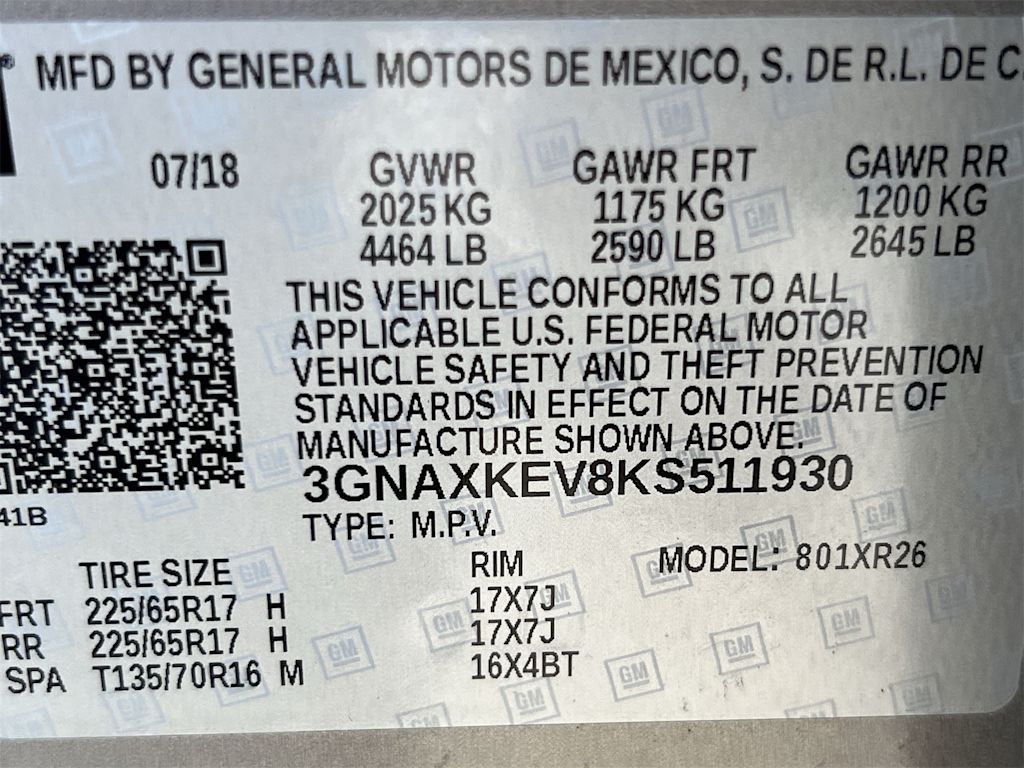 ® MFD BY GENERAL MOTORS DE MEXICO, S. DE R.L. DE C.
07/18 GVWR GAWR FRT GAWR RR
2025 KG 1175 KG 1200 KG
4464 LB 2590 LB 2645 LB
THIS VEHICLE CONFORMS TO ALL
APPLICABLE U.S. FEDERAL MOTOR
VEHICLE SAFETY AND THEFT PREVENTION
STANDARDS IN EFFECT ON THE DATE OF
MANUFACTURE SHOWN ABOVE.
3GNAXKEV8KS511930
41B
TYPE: M.P.V.
TIRE SIZE RIM MODEL: 801XR26
FRT 225/65R17 H 17X7J
RR 225/65R17 H 17X7J
SPA T135/70R16 M 16X4BT